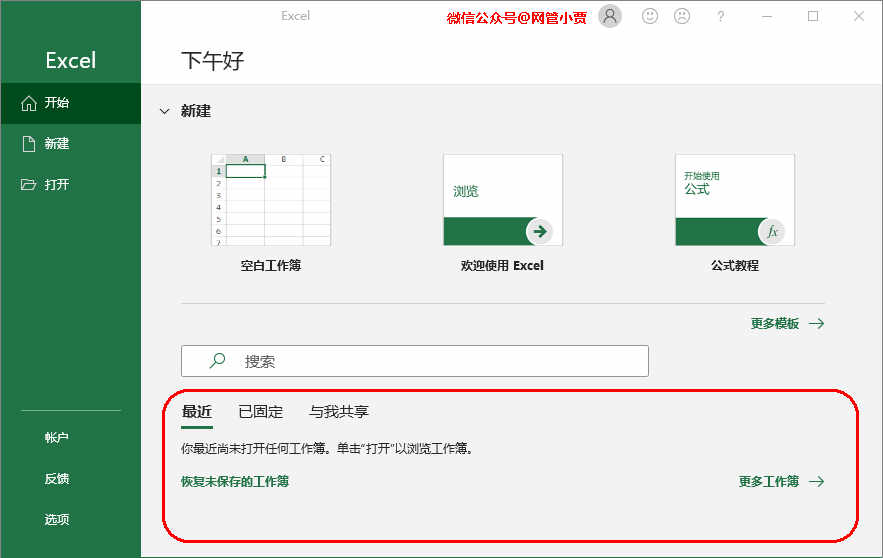 Excel
微信公众号@网管小贾
?
Excel
下午好
开始
新建
打开
新建
A B C
1
2
3
4
5
6
7
空白工作簿
浏览
欢迎使用 Excel
开始使用
公式
fx
公式教程
更多模板
搜索
最近 已固定 与我共享
你最近尚未打开任何工作簿。单击“打开”以浏览工作簿。
恢复未保存的工作簿
更多工作簿
帐户
反馈
选项